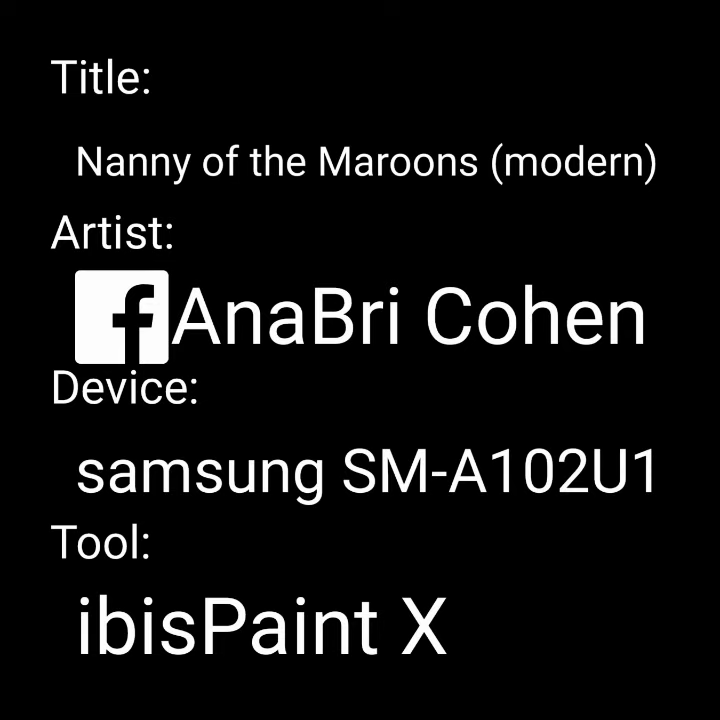 Title:
Nanny of the Maroons (modern)
Artist:
AnaBri Cohen
Device:
samsung SM-A102U1
Tool:
ibisPaint X